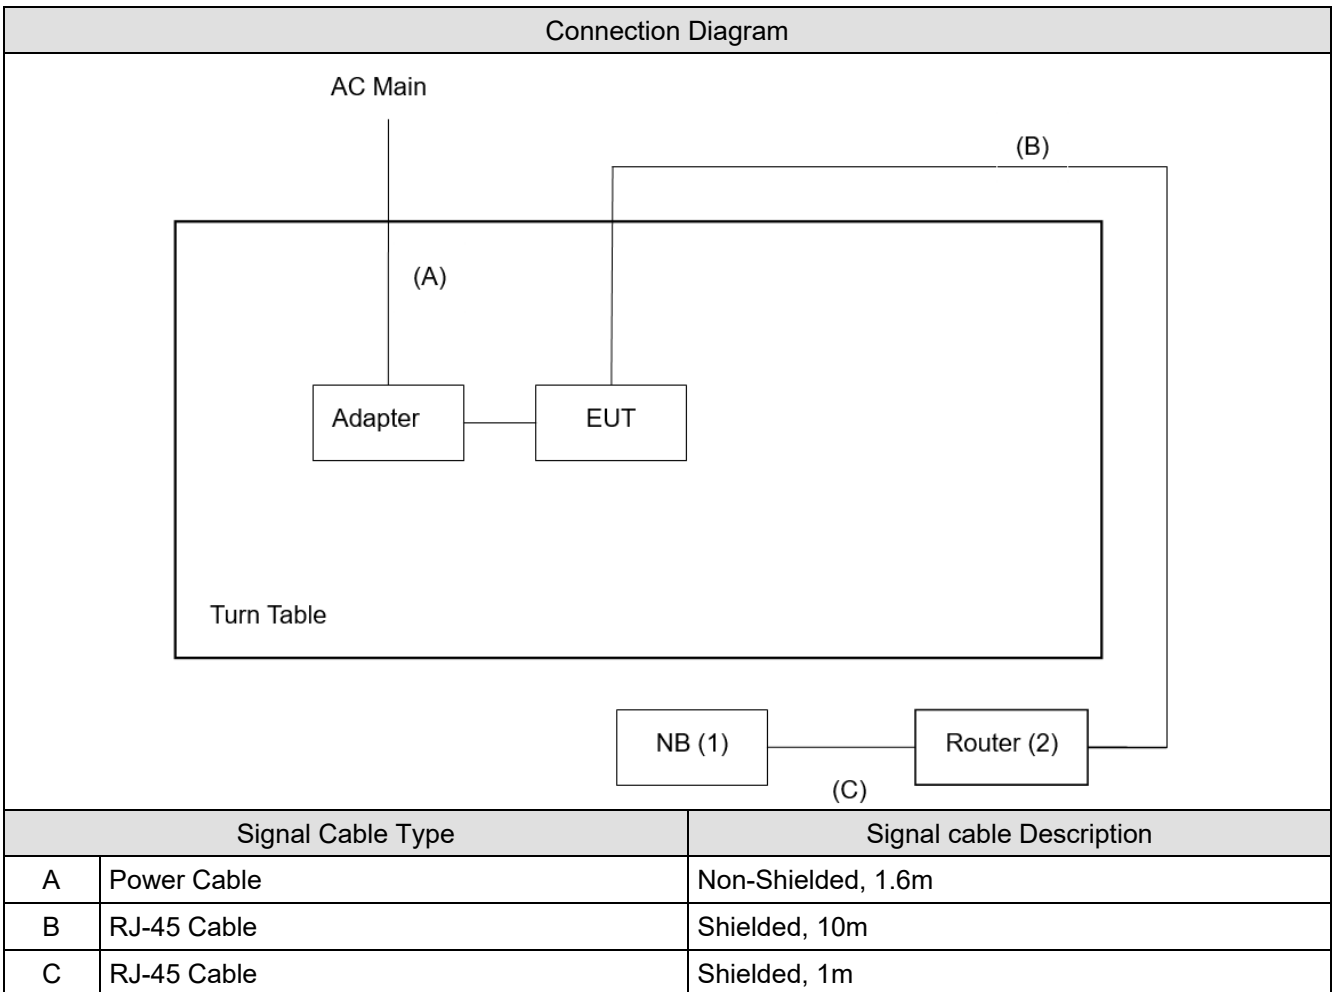 Connection Diagram
AC Main
(B)
(A)
Adapter
EUT
Turn Table
NB (1)
Router (2)
(C)
Signal Cable Type Signal cable Description
A Power Cable Non-Shielded, 1.6m
B RJ-45 Cable Shielded, 10m
C RJ-45 Cable Shielded, 1m